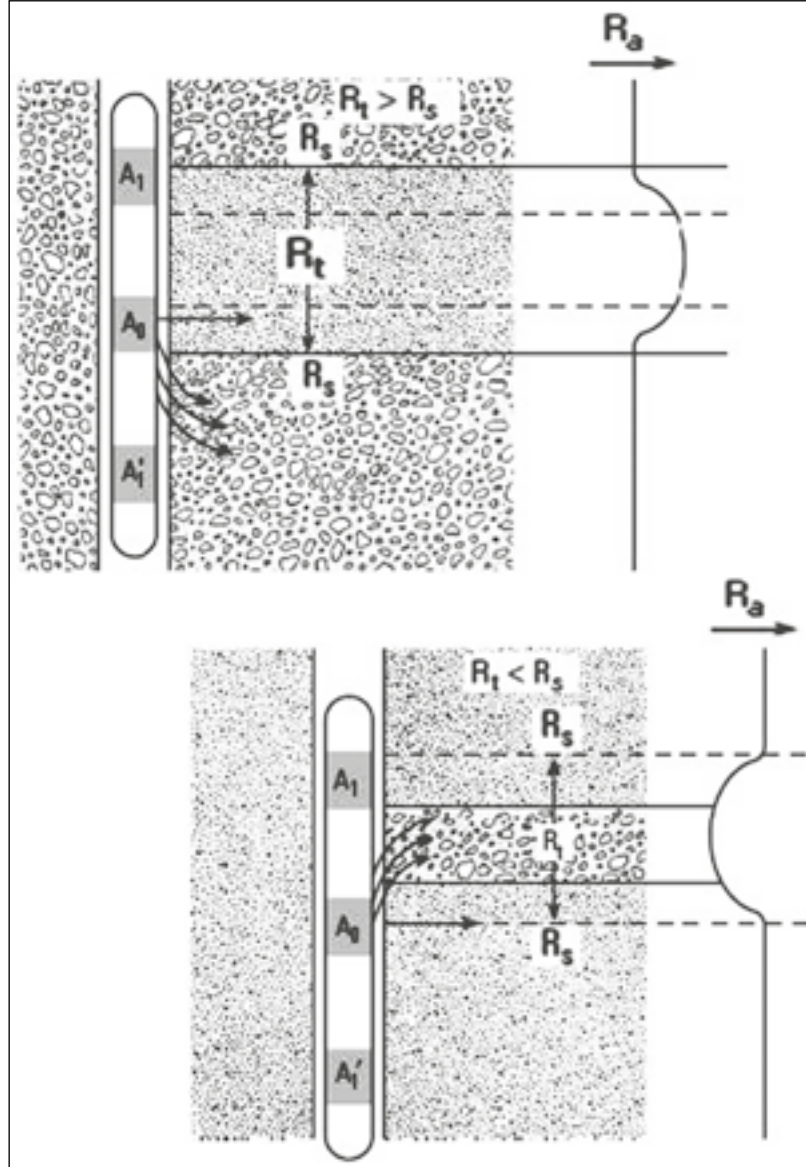 Rₐ
Rₜ > Rₛ
Rₛ
A₁
Rₜ
A₀
Rₛ
A₁'
Rₐ
Rₜ < Rₛ
Rₛ
A₁
Rₜ
A₀
Rₛ
A₁'